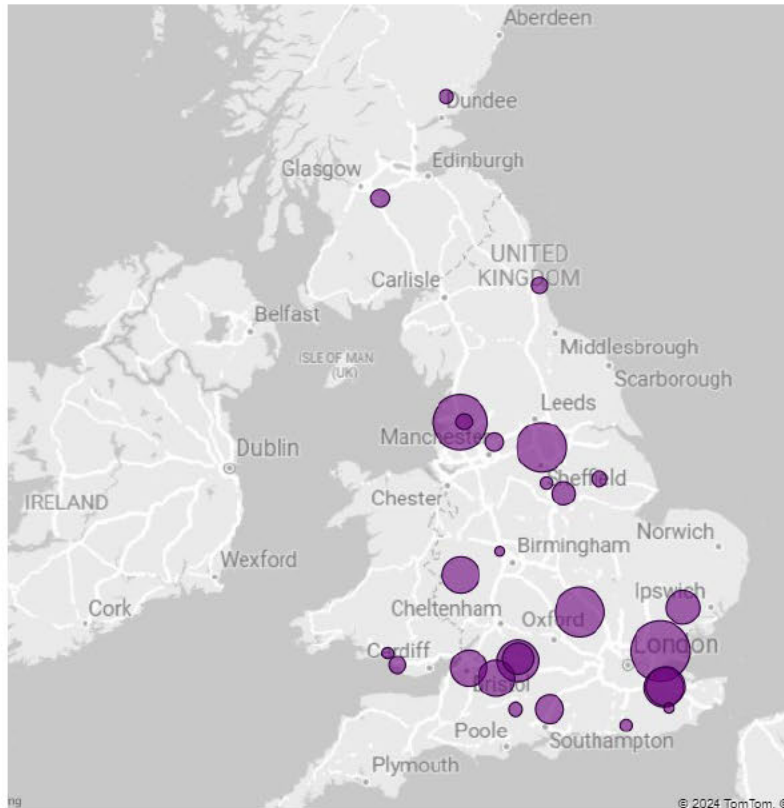 Aberdeen
Dundee
Edinburgh
Glasgow
UNITED
KINGDOM
Carlisle
Belfast
ISLE OF MAN
(UK)
Middlesbrough
Scarborough
Leeds
Manchester
Dublin
Sheffield
Chester
IRELAND
Norwich
Birmingham
Wexford
Ipswich
Cheltenham
Oxford
Cork
London
Cardiff
Bristol
Poole
Southampton
Plymouth
ng
© 2024 TomTom,